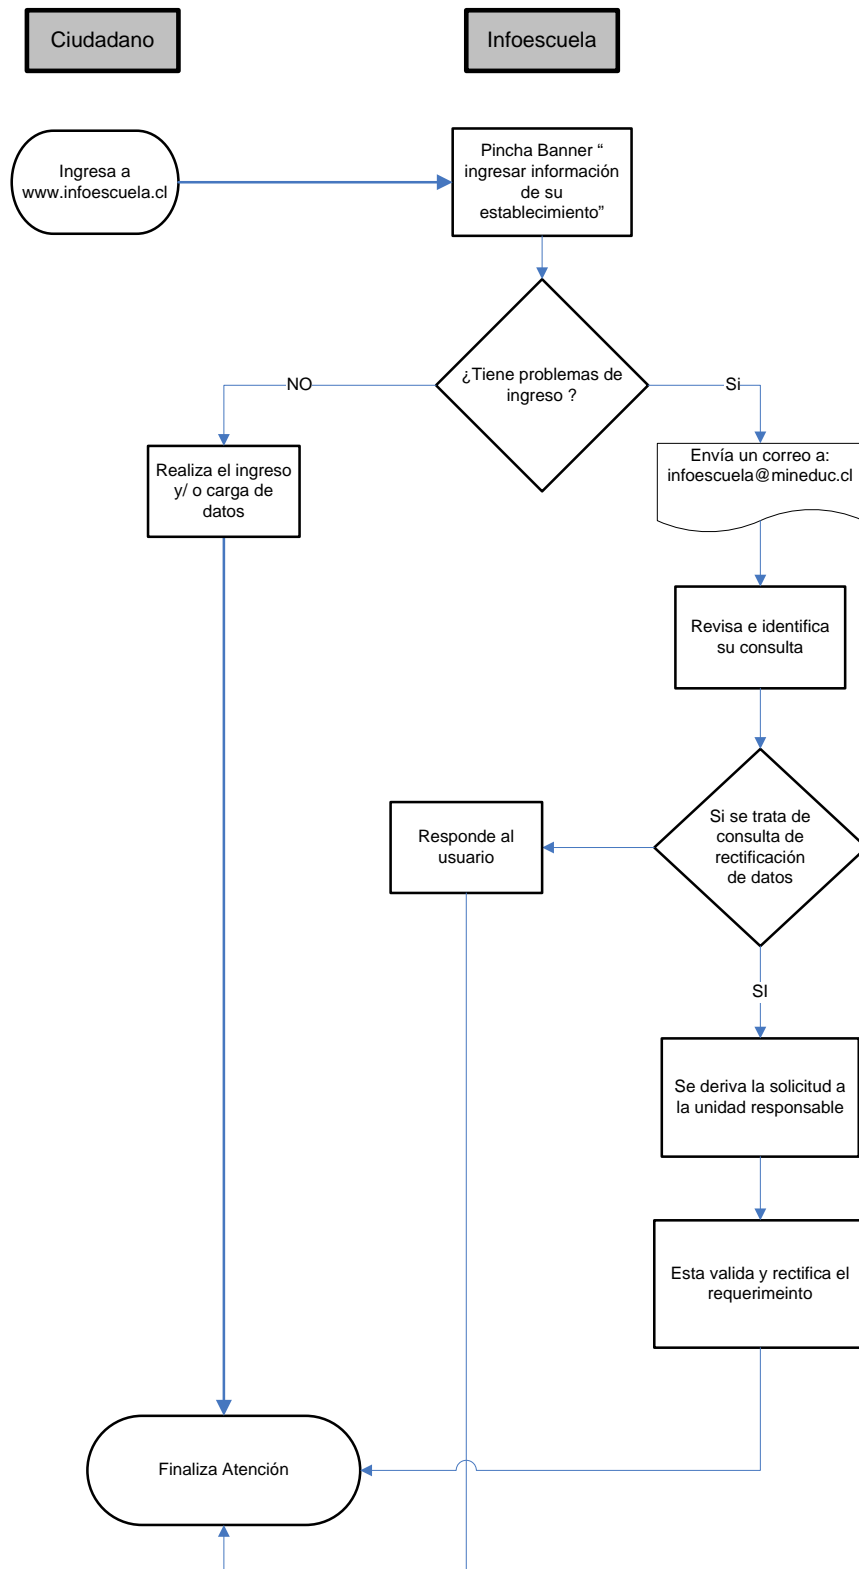 Ciudadano
Infoescuela
Ingresa a
www.infoescuela.cl
Pincha Banner “
ingresar información
de su
establecimiento”
¿Tiene problemas de
ingreso ?
NO
Si
Realiza el ingreso
y/ o carga de
datos
Envía un correo a:
infoescuela@mineduc.cl
Revisa e identifica
su consulta
Si se trata de
consulta de
rectificación
de datos
Responde al
usuario
SI
Se deriva la solicitud a
la unidad responsable
Esta valida y rectifica el
requerimeinto
Finaliza Atención